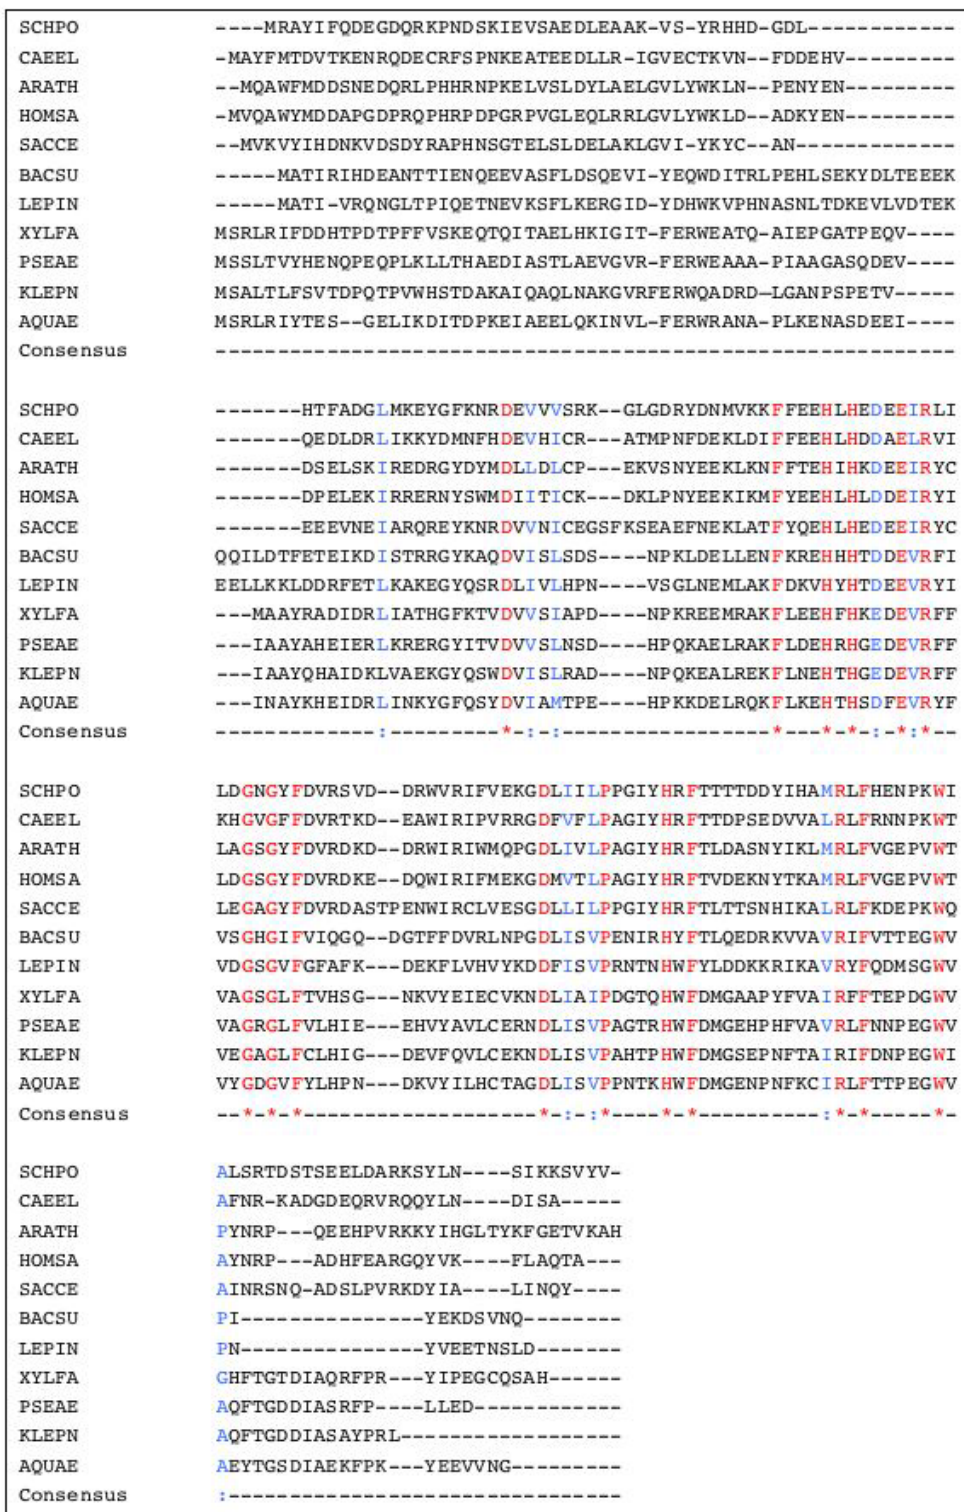 SCHPO ----MRAYIFQDEGDQRKPNDSKIEVSAEDLEAAK-VS-YRHHD-GDL------------
CAEEL -MAYFMTDVTKENRQDECRFSPNKEATEEDLLR-IGVECTKVN--FDDEHV---------
ARATH --MQAWFMDDSNEDQRLPHHRNPKELVSLDYLAELGVLYWKLN--PENYEN---------
HOMSA -MVQAWYMDDAPGDPRQPHRPDPGRPVGLEQLRRLGVLYWKLD--ADKYEN---------
SACCE --MVKVYIHDNKVDSDYRAPHNSGTELSLDELAKLGVI-YKYC--AN-------------
BACSU -----MATIRIHDEANTTIENQEEVASFLDSQEVI-YEQWDITRLPEHLSEKYDLTEEEK
LEPIN -----MATI-VRQNGLTPIQETNEVKSFLKERGID-YDHWKVPHNASNLTDKEVLVDTEK
XYLFA MSRLRIFDDHTPDTPFFVSKEQTQITAELHKIGIT-FERWEATQ-AIEPGATPEQV----
PSEAE MSSLTVYHENQPEQPLKLLTHAEDIASTLAEVGVR-FERWEAAA-PIAAGASQDEV----
KLEPN MSALTLFSVTDPQTPVWHSTDAKAIQAQLNAKGVRFERWQADRD-LGANPSPETV-----
AQUAE MSRLRIYTES--GELIKDITDPKEIAEELQKINVL-FERWRANA-PLKENASDEEI----
Consensus ------------------------------------------------------------
SCHPO -------HTFADGLMKEYGFKNRDEVVVSRK--GLGDRYDNMVKKFFEEHLHEDEEIRLI
CAEEL -------QEDLDRLIKKYDMNFHDEVHICR---ATMPNFDEKLDIFFEEHLHDDAELRVI
ARATH -------DSELSKIREDRGYDYMDLLDLCP---EKVSNYEEKLKNFFTEHIHKDEEIRYC
HOMSA -------DPELEKIRRERNYSWMDIITICK---DKLPNYEEKIKMFYEEHLHLDDEIRYI
SACCE -------EEEVNEIARQREYKNRDVVNICEGSFKSEAEFNEKLATFYQEHLHEDEEIRYC
BACSU QQILDTFETEIKDISTRRGYKAQDVISLSDS----NPKLDELLENFKREHHHTDDEVRFI
LEPIN EELLKKLDDRFETLKAKEGYQSRDLIVLHPN----VSGLNEMLAKFDKVHYHTDEEVRYI
XYLFA ---MAAYRADIDRLIATHGFKTVDVVSIAPD----NPKREEMRAKFLEEHFHKEDEVRFF
PSEAE ---IAAYAHEIERLKRERGYITVDVVSLNSD----HPQKAELRAKFLDEHRHGEDEVRFF
KLEPN ---IAAYQHAIDKLVAEKGYQSWDVISLRAD----NPQKEALREKFLNEHTHGEDEVRFF
AQUAE ---INAYKHEIDRLINKYGFQSYDVIAMTPE----HPKKDELRQKFLKEHTHSDFEVRYF
Consensus -------------:---------*-:-:-----------------*---*-*-:-*:*--
SCHPO LDGNGYFDVRSVD--DRWVRIFVEKGDLIILPPGIYHRFTTTTDDYIHAMRLFHENPKWI
CAEEL KHGVGFFDVRTKD--EAWIRIPVRRGDFVFLPAGIYHRFTTDPSEDVVALRLFRNNPKWT
ARATH LAGSGYFDVRDKD--DRWIRIWMQPGDLIVLPAGIYHRFTLDASNYIKLMRLFVGEPVWT
HOMSA LDGSGYFDVRDKE--DQWIRIFMEKGDMVTLPAGIYHRFTVDEKNYTKAMRLFVGEPVWT
SACCE LEGAGYFDVRDASTPENWIRCLVESGDLLILPPGIYHRFTLTTSNHIKALRLFKDEPKWQ
BACSU VSGHGIFVIQGQ--DGTFFDVRLNPGDLISVPENIRHYFTLQEDRKVVAVRIFVTTEGWV
LEPIN VDGSGVFGFAFK---DEKFLVHVYKDDFISVPRNTNHWFYLDDKKRIKAVRYFQDMSGWV
XYLFA VAGSGLFTVHSG---NKVYEIECVKNDLIAIPDGTQHWFDMGAAPYFVAIRFFTEPDGWV
PSEAE VAGRGLFVLHIE---EHVYAVLCERNDLISVPAGTRHWFDMGEHPHFVAVRLFNNPEGWV
KLEPN VEGAGLFCLHIG---DEVFQVLCEKNDLISVPAHTPHWFDMGSEPNFTAIRIFDNPEGWI
AQUAE VYGDGVFYLHPN---DKVYILHCTAGDLISVPPNTKHWFDMGENPNFKCIRLFTTPEGWV
Consensus --*-*-*-------------------*-:-:*----*-*----------:*-*-----*-
SCHPO ALSRTDSTSEELDARKSYLN----SIKKSVYV-
CAEEL AFNR-KADGDEQRVRQQYLN----DISA-----
ARATH PYNRP---QEEHPVRKKYIHGLTYKFGETVKAH
HOMSA AYNRP---ADHFEARGQYVK----FLAQTA---
SACCE AINRSNQ-ADSLPVRKDYIA----LINQY----
BACSU PI---------------YEKDSVNQ--------
LEPIN PN---------------YVEETNSLD-------
XYLFA GHFTGTDIAQRFPR---YIPEGCQSAH------
PSEAE AQFTGDDIASRFP----LLED------------
KLEPN AQFTGDDIASAYPRL------------------
AQUAE AEYTGSDIAEKFPK---YEEVVNG---------
Consensus :--------------------------------